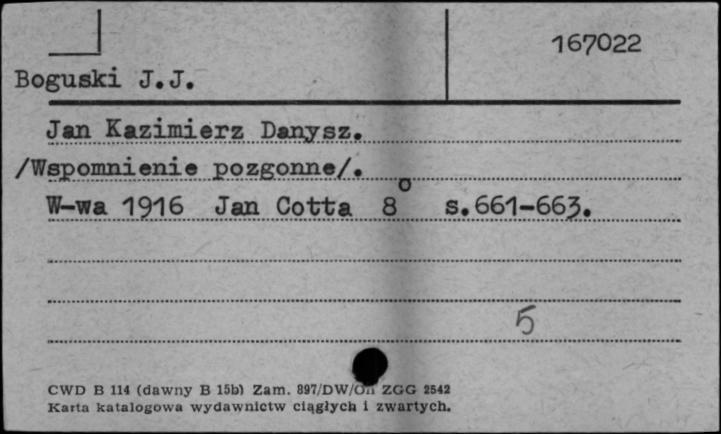 167022
Boguski J.J.
Jan Kazimierz Danysz.
/Wspomnienie pozgonne/.
W-wa 1916 Jan Cotta 8° s.661-663.
5
CWD B 114 (dawny B 15b) Zam. 897/DW/On ZGG 2542
Karta katalogowa wydawnictw ciągłych i zwartych.